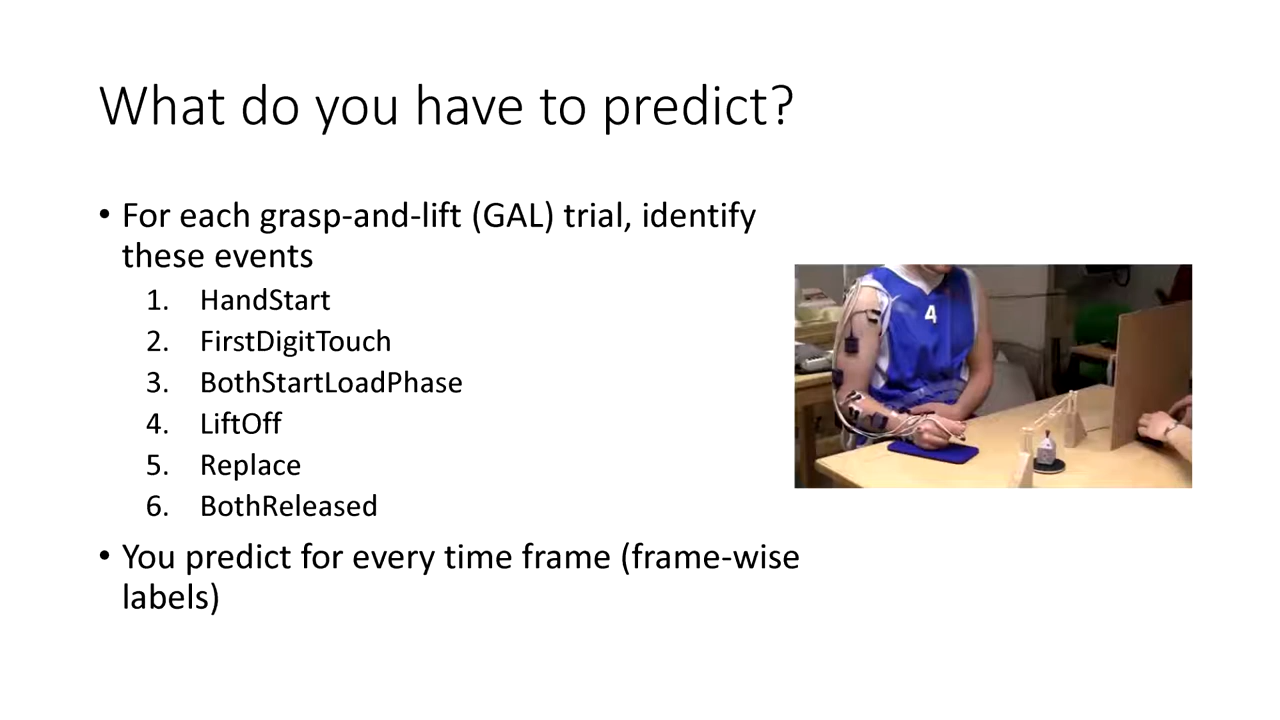 What do you have to predict?
• For each grasp-and-lift (GAL) trial, identify
these events
1. HandStart
2. FirstDigitTouch
3. BothStartLoadPhase
4. LiftOff
5. Replace
6. BothReleased
• You predict for every time frame (frame-wise
labels)
4